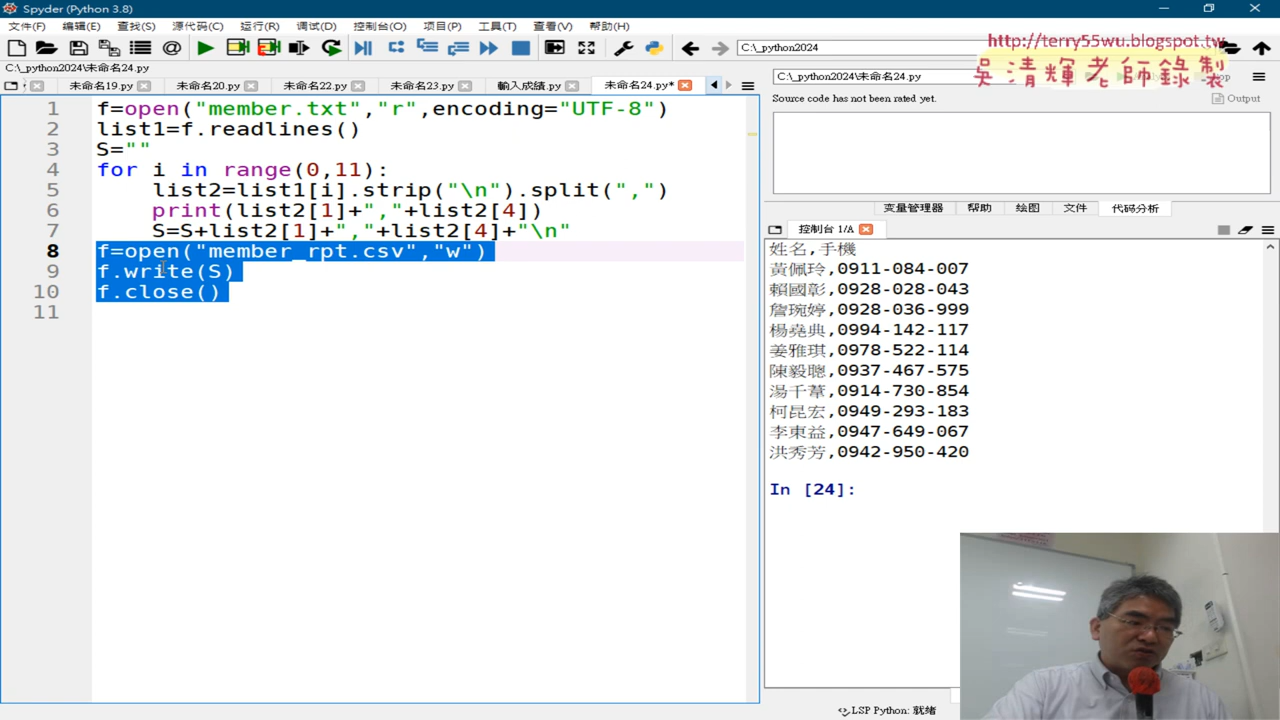 Spyder (Python 3.8)
文件(F) 编辑(E) 查找(S) 源代码(C) 运行(R) 调试(D) 控制台(O) 项目(P) 工具(T) 查看(V) 帮助(H)
C:\_python2024
http://terry55wu.blogspot.tw
吳清輝老師錄製
C:\_python2024\未命名24.py
未命名19.py 未命名20.py 未命名22.py 未命名23.py 輸入成績.py 未命名24.py*
1 f=open("member.txt","r",encoding="UTF-8")
2 list1=f.readlines()
3 S=""
4 for i in range(0,11):
5 list2=list1[i].strip("\n").split(",")
6 print(list2[1]+","+list2[4])
7 S=S+list2[1]+","+list2[4]+"\n"
8 f=open("member_rpt.csv","w")
9 f.write(S)
10 f.close()
11
C:\_python2024\未命名24.py
Source code has not been rated yet.
Output
变量管理器 帮助 绘图 文件 代码分析
控制台 1/A
姓名,手機
黃佩玲,0911-084-007
賴國彰,0928-028-043
詹琬婷,0928-036-999
楊堯典,0994-142-117
姜雅琪,0978-522-114
陳毅聰,0937-467-575
湯千葦,0914-730-854
柯昆宏,0949-293-183
李東益,0947-649-067
洪秀芳,0942-950-420
In [24]:
LSP Python: 就绪